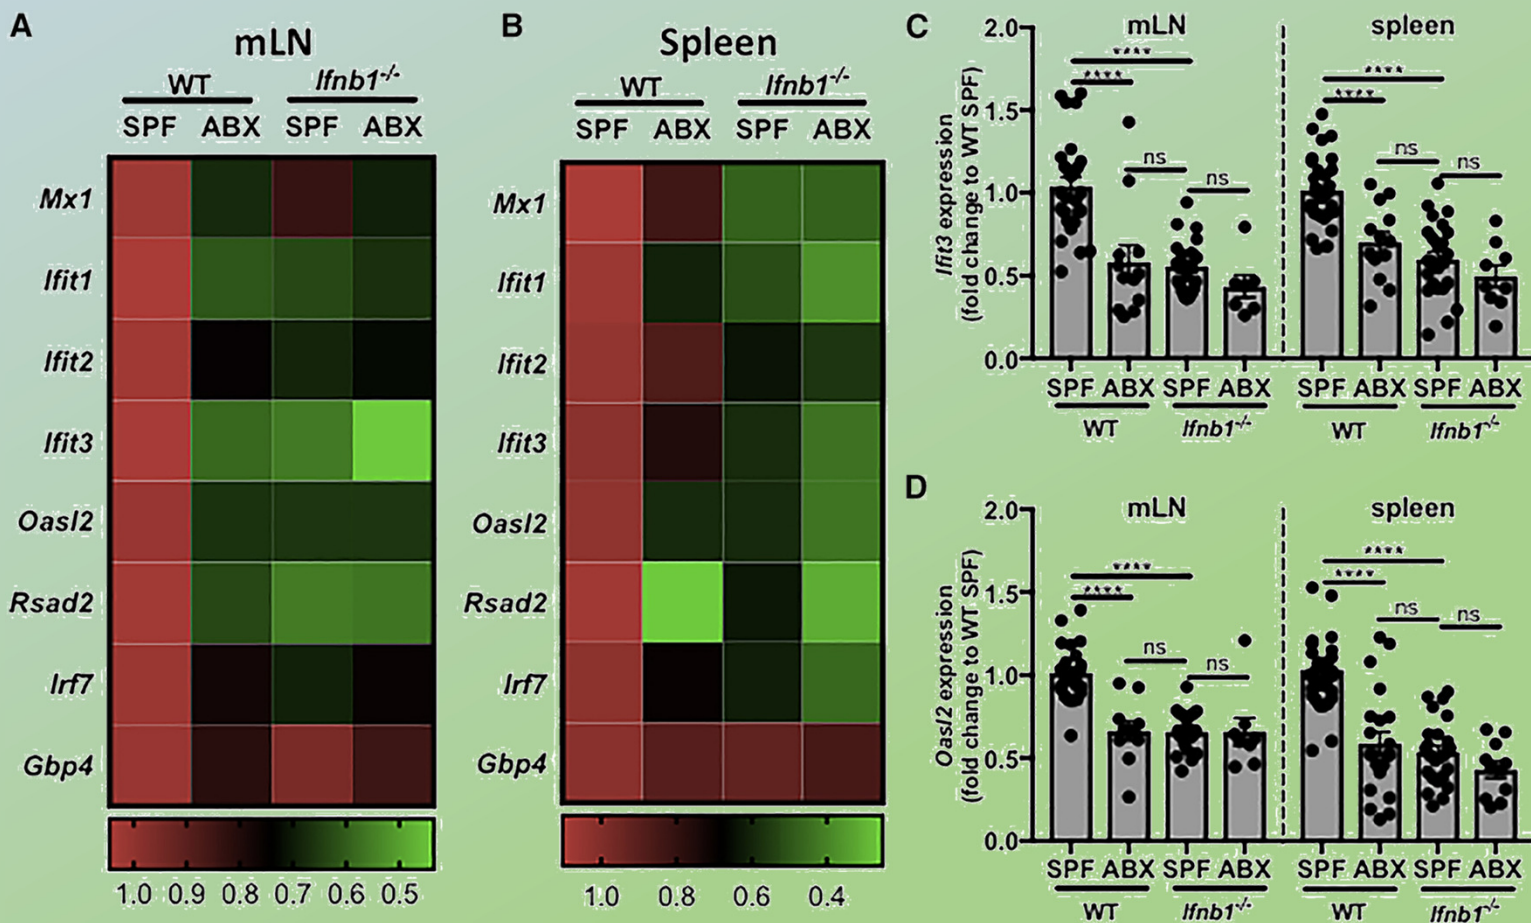 A
mLN
WT Ifnb1-/-
SPF ABX SPF ABX
Mx1
Ifit1
Ifit2
Ifit3
Oasl2
Rsad2
Irf7
Gbp4
1.0 0.9 0.8 0.7 0.6 0.5
B
Spleen
WT Ifnb1-/-
SPF ABX SPF ABX
Mx1
Ifit1
Ifit2
Ifit3
Oasl2
Rsad2
Irf7
Gbp4
1.0 0.8 0.6 0.4
C
mLN spleen
Ifit3 expression
(fold change to WT SPF)
2.0
1.5
1.0
0.5
0.0
**** ****
**** ****
ns ns
ns ns
SPF ABX SPF ABX SPF ABX SPF ABX
WT Ifnb1-/- WT Ifnb1-/-
D
mLN spleen
Oasl2 expression
(fold change to WT SPF)
2.0
1.5
1.0
0.5
0.0
**** ****
**** ****
ns ns
ns ns
SPF ABX SPF ABX SPF ABX SPF ABX
WT Ifnb1-/- WT Ifnb1-/-